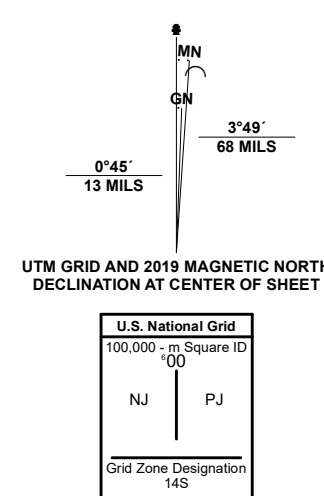 MN
GN
3°49´
68 MILS
0°45´
13 MILS
UTM GRID AND 2019 MAGNETIC NORTH
DECLINATION AT CENTER OF SHEET
U.S. National Grid
100,000 - m Square ID
⁶00
NJ PJ
Grid Zone Designation
14S